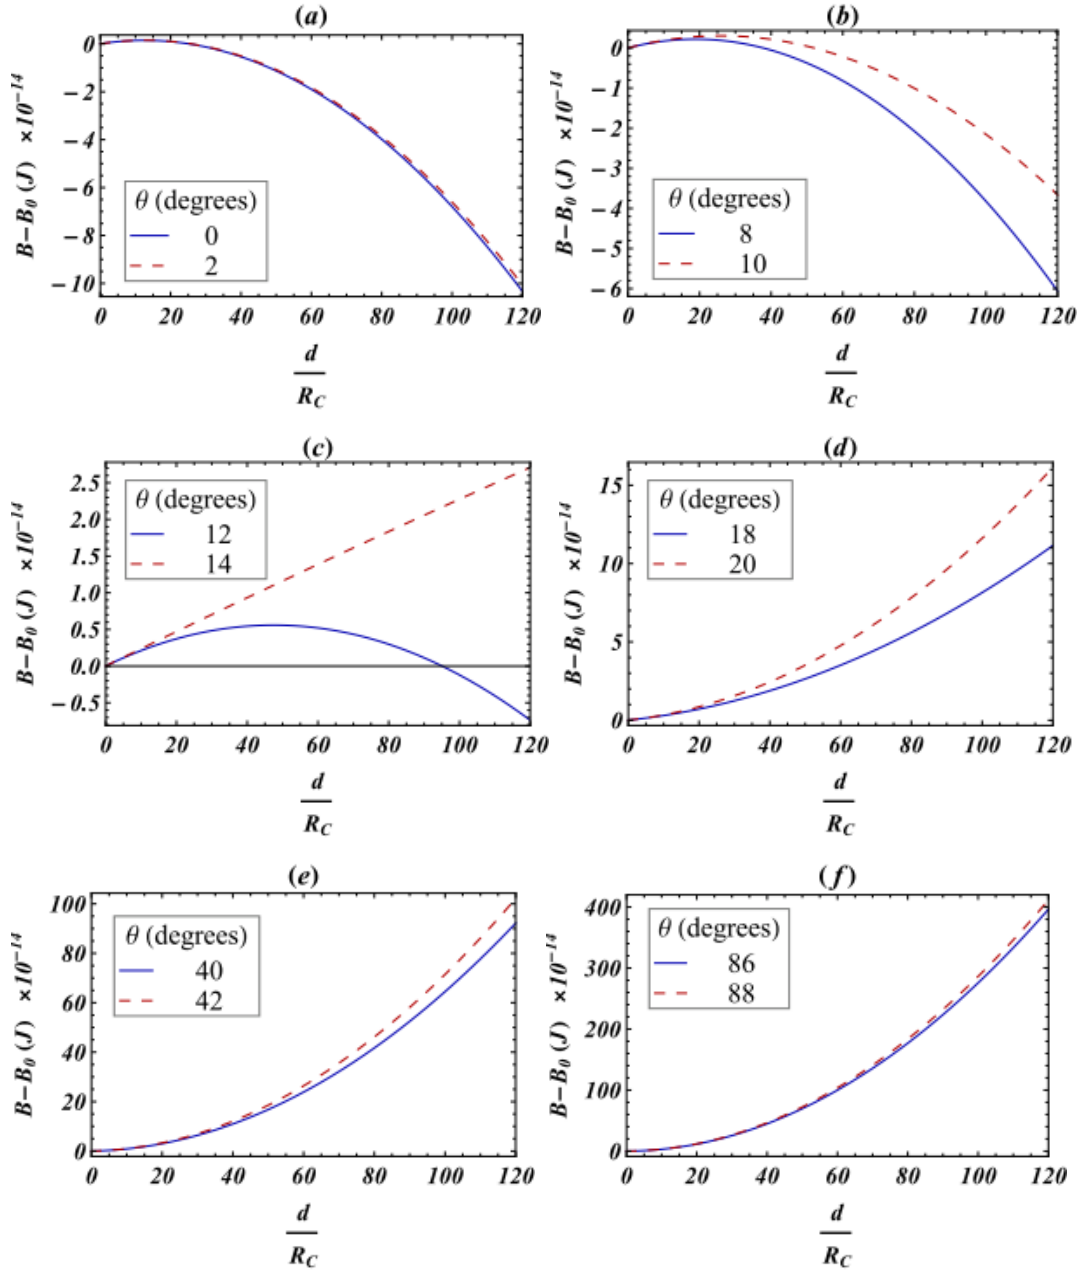 (a)
B−B₀(J) ×10⁻¹⁴
0
−2
−4
−6
−8
−10
θ (degrees)
0
2
0 20 40 60 80 100 120
d
R_C
(b)
B−B₀(J) ×10⁻¹⁴
0
−1
−2
−3
−4
−5
−6
θ (degrees)
8
10
0 20 40 60 80 100 120
d
R_C
(c)
B−B₀(J) ×10⁻¹⁴
2.5
2.0
1.5
1.0
0.5
0.0
−0.5
θ (degrees)
12
14
0 20 40 60 80 100 120
d
R_C
(d)
B−B₀(J) ×10⁻¹⁴
15
10
5
0
θ (degrees)
18
20
0 20 40 60 80 100 120
d
R_C
(e)
B−B₀(J) ×10⁻¹⁴
100
80
60
40
20
0
θ (degrees)
40
42
0 20 40 60 80 100 120
d
R_C
(f)
B−B₀(J) ×10⁻¹⁴
400
300
200
100
0
θ (degrees)
86
88
0 20 40 60 80 100 120
d
R_C